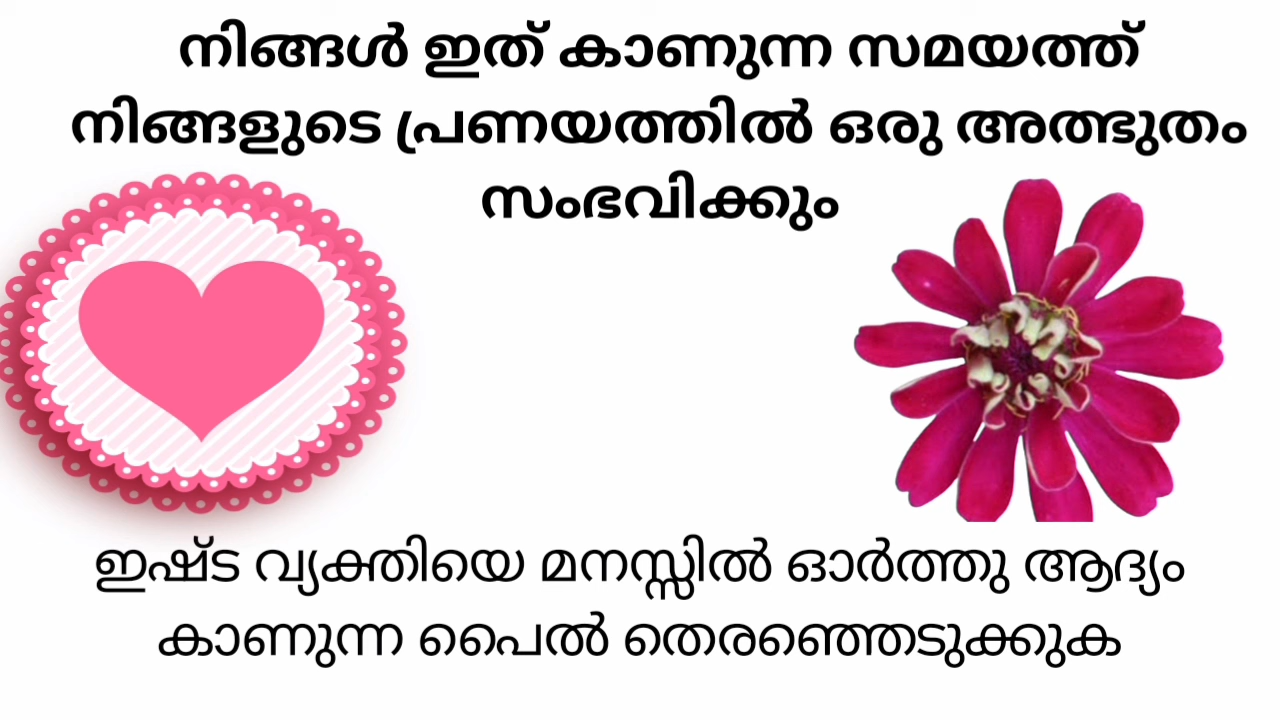 നിങ്ങൾ ഇത് കാണുന്ന സമയത്ത്
നിങ്ങളുടെ പ്രണയത്തിൽ ഒരു അത്ഭുതം
സംഭവിക്കും
ഇഷ്ട വ്യക്തിയെ മനസ്സിൽ ഓർത്തു ആദ്യം
കാണുന്ന പൈൽ തെരഞ്ഞെടുക്കുക